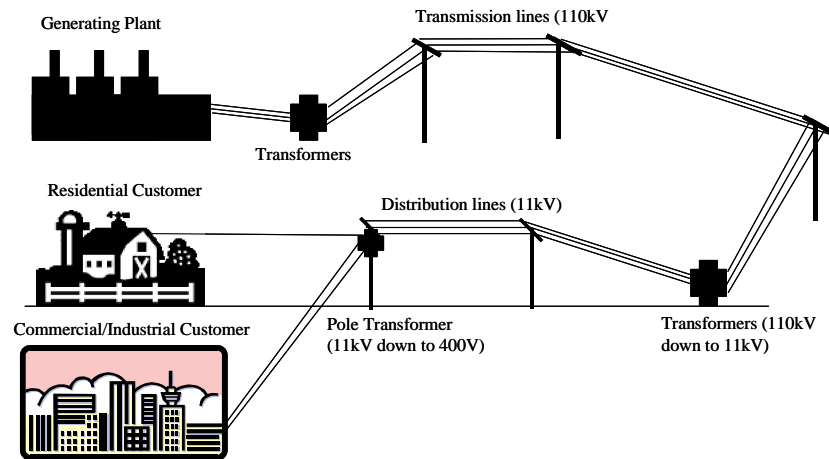 Generating Plant
Transmission lines (110kV
Transformers
Residential Customer
Distribution lines (11kV)
Commercial/Industrial Customer
Pole Transformer
(11kV down to 400V)
Transformers (110kV
down to 11kV)